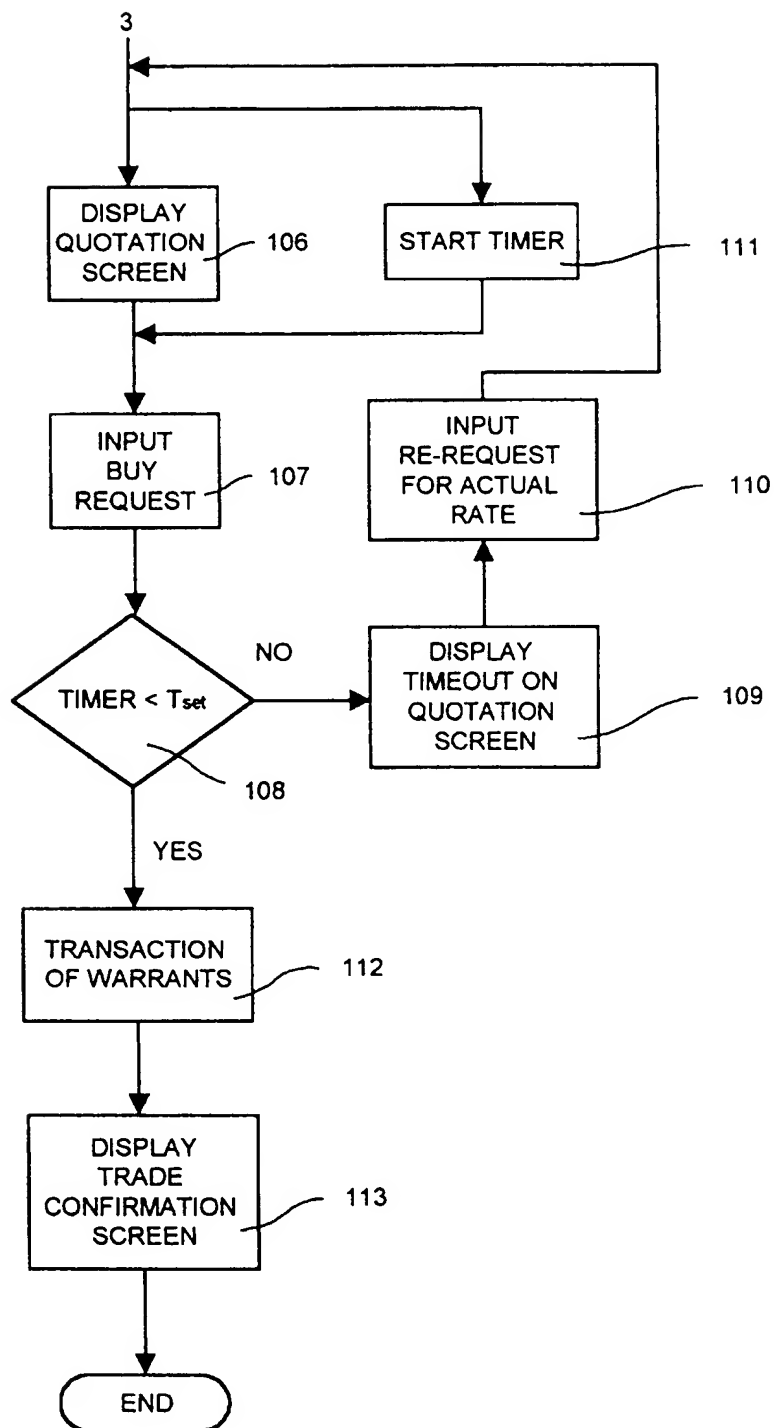 3
DISPLAY
QUOTATION
SCREEN
106
START TIMER
111
INPUT
BUY
REQUEST
107
INPUT
RE-REQUEST
FOR ACTUAL
RATE
110
TIMER < Tset
108
NO
DISPLAY
TIMEOUT ON
QUOTATION
SCREEN
109
YES
TRANSACTION
OF WARRANTS
112
DISPLAY
TRADE
CONFIRMATION
SCREEN
113
END